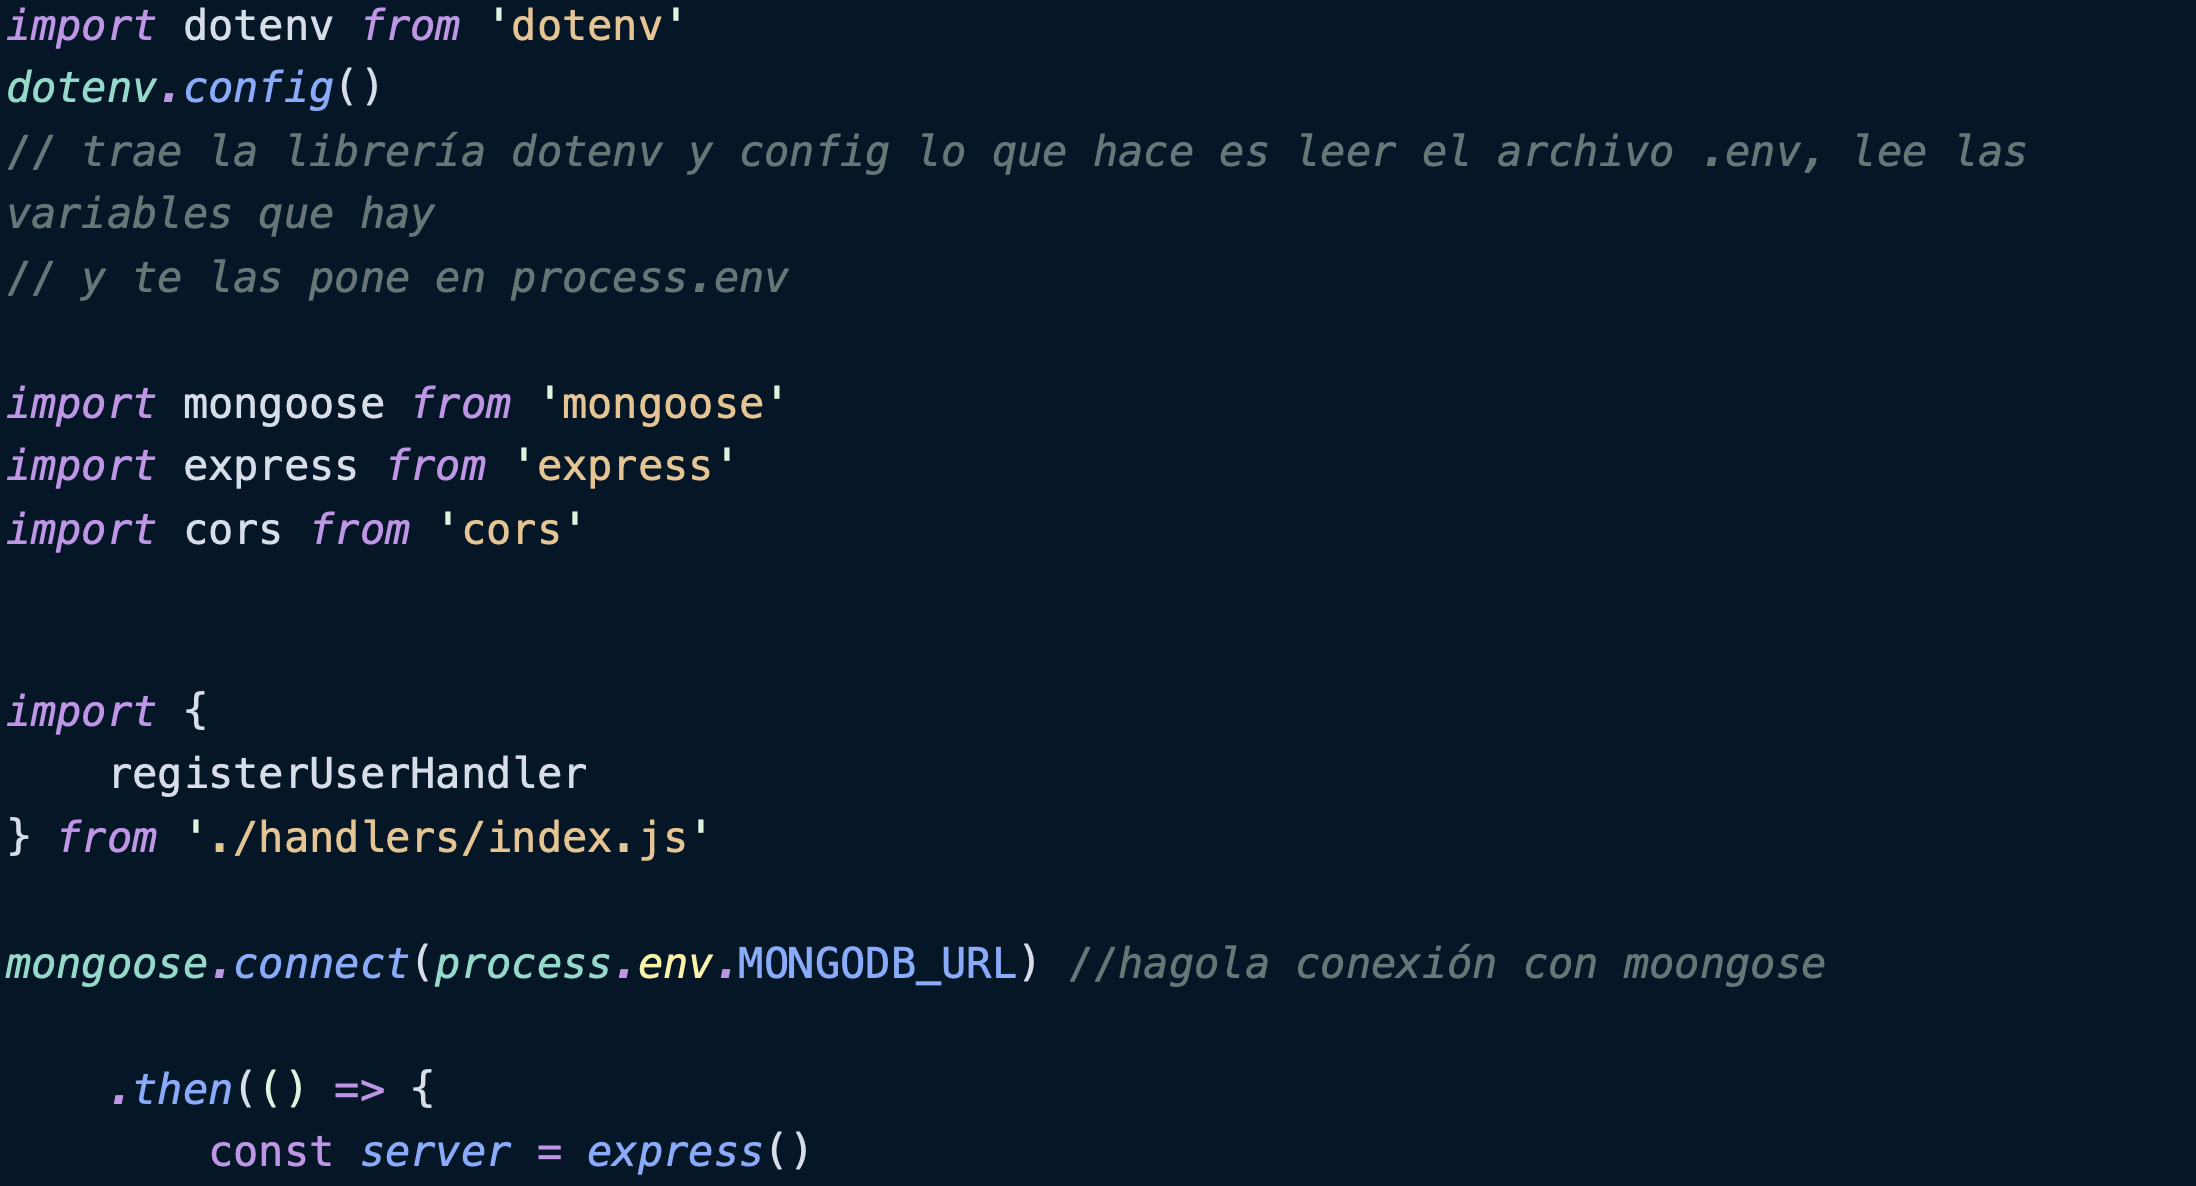 import dotenv from 'dotenv'
dotenv.config()
// trae la librería dotenv y config lo que hace es leer el archivo .env, lee las
variables que hay
// y te las pone en process.env
import mongoose from 'mongoose'
import express from 'express'
import cors from 'cors'
import {
    registerUserHandler
} from './handlers/index.js'
mongoose.connect(process.env.MONGODB_URL) //hagola conexión con moongose
    .then(() => {
        const server = express()